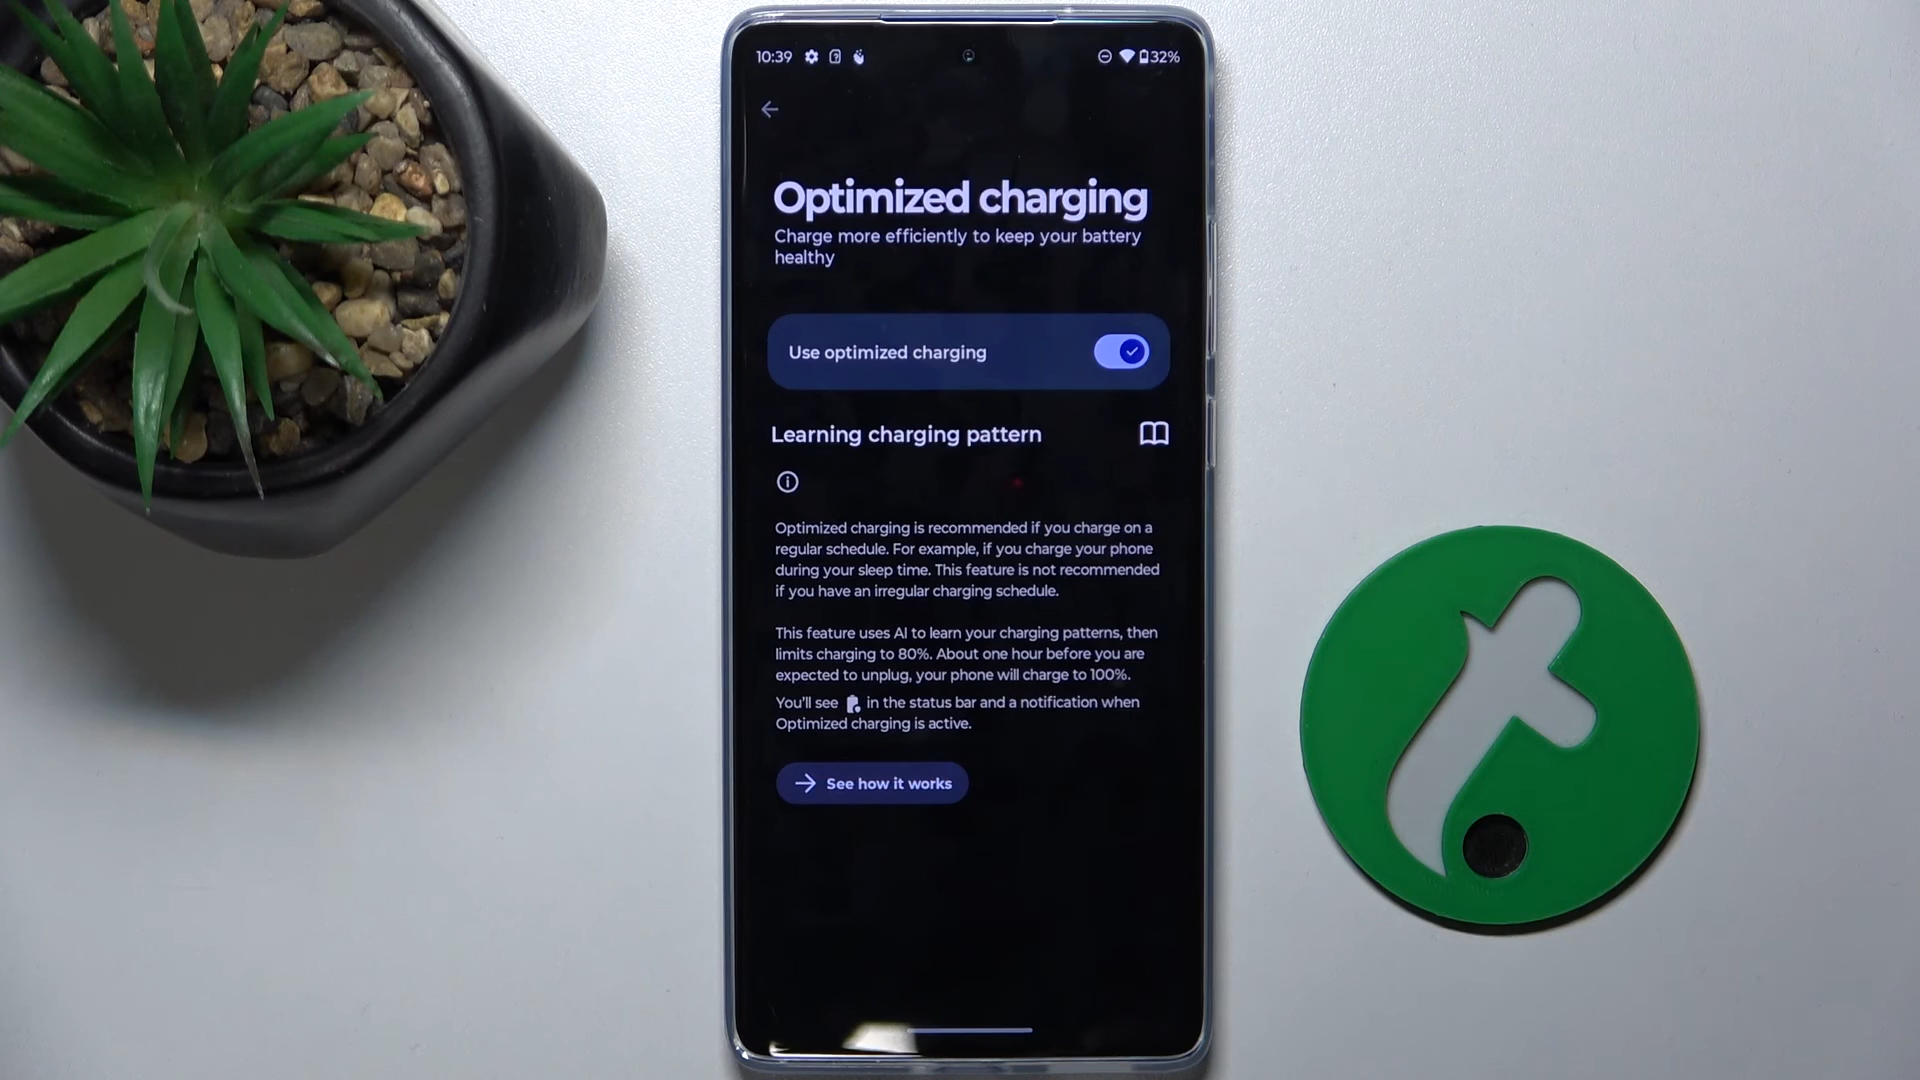 10:39
32%
Optimized charging
Charge more efficiently to keep your battery
healthy
Use optimized charging
Learning charging pattern
Optimized charging is recommended if you charge on a
regular schedule. For example, if you charge your phone
during your sleep time. This feature is not recommended
if you have an irregular charging schedule.
This feature uses AI to learn your charging patterns, then
limits charging to 80%. About one hour before you are
expected to unplug, your phone will charge to 100%.
You'll see in the status bar and a notification when
Optimized charging is active.
See how it works